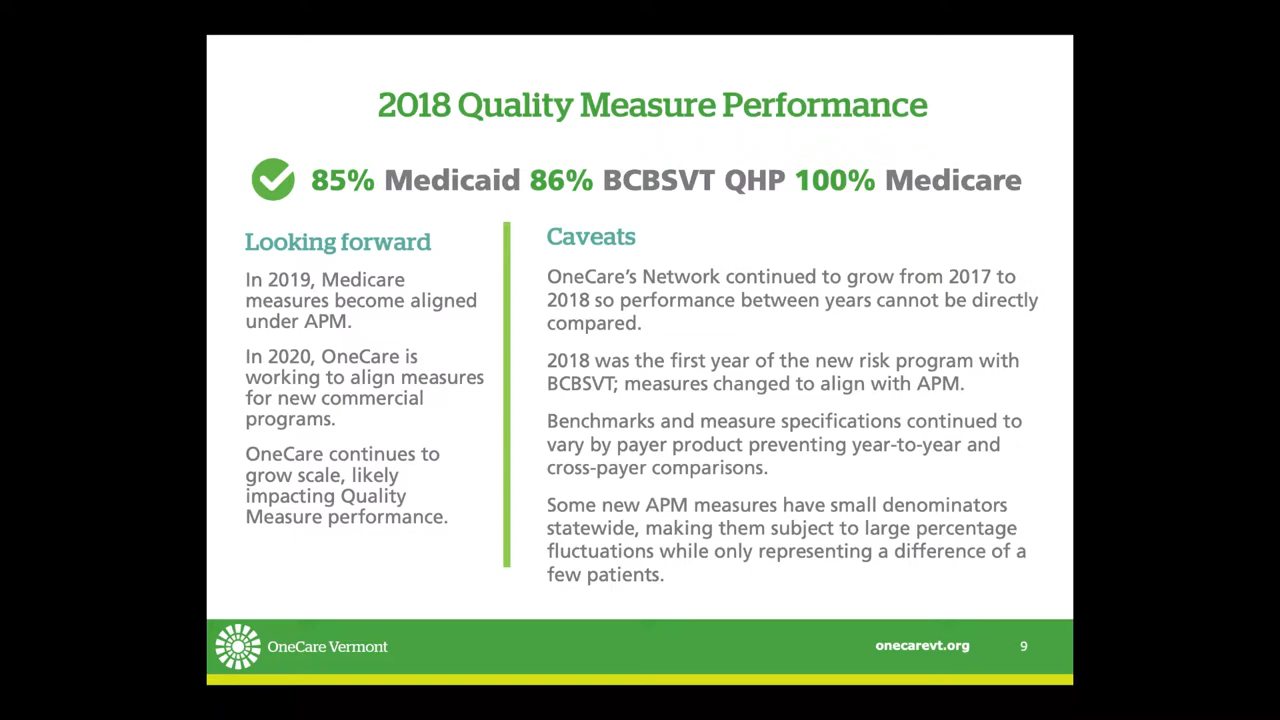 2018 Quality Measure Performance
85% Medicaid 86% BCBSVT QHP 100% Medicare
Looking forward
In 2019, Medicare
measures become aligned
under APM.
In 2020, OneCare is
working to align measures
for new commercial
programs.
OneCare continues to
grow scale, likely
impacting Quality
Measure performance.
Caveats
OneCare’s Network continued to grow from 2017 to
2018 so performance between years cannot be directly
compared.
2018 was the first year of the new risk program with
BCBSVT; measures changed to align with APM.
Benchmarks and measure specifications continued to
vary by payer product preventing year-to-year and
cross-payer comparisons.
Some new APM measures have small denominators
statewide, making them subject to large percentage
fluctuations while only representing a difference of a
few patients.
OneCare Vermont
onecarevt.org
9